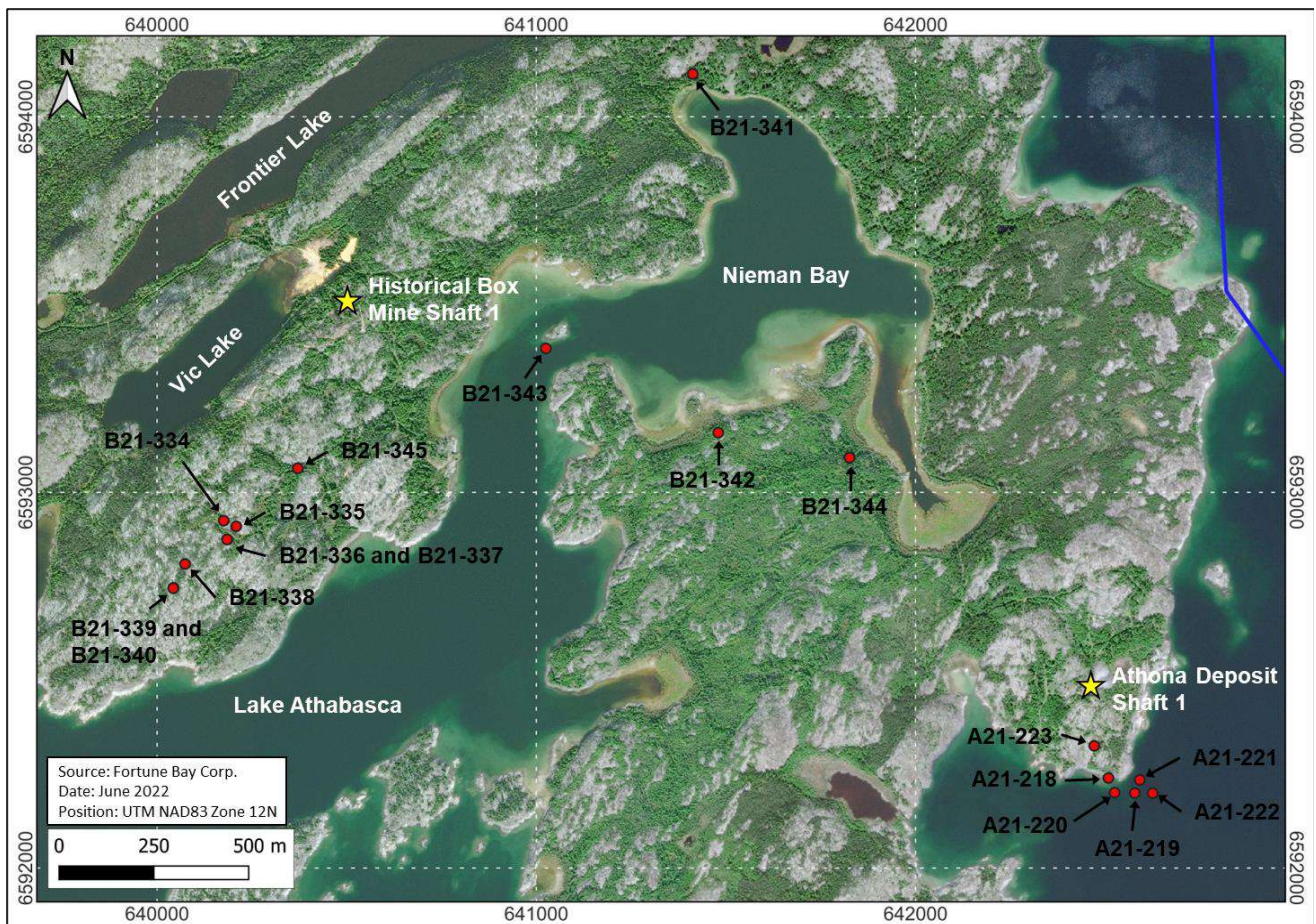 640000
641000
642000
N
6594000
6594000
B21-341
Frontier Lake
Nieman Bay
Historical Box
Mine Shaft 1
Vic Lake
B21-343
B21-334
B21-345
B21-342
B21-344
6593000
6593000
B21-335
B21-336 and B21-337
B21-338
B21-339 and
B21-340
Lake Athabasca
Athona Deposit
Shaft 1
A21-223
A21-218
A21-221
A21-220
A21-222
A21-219
Source: Fortune Bay Corp.
Date: June 2022
Position: UTM NAD83 Zone 12N
0 250 500 m
6592000
6592000
640000
641000
642000